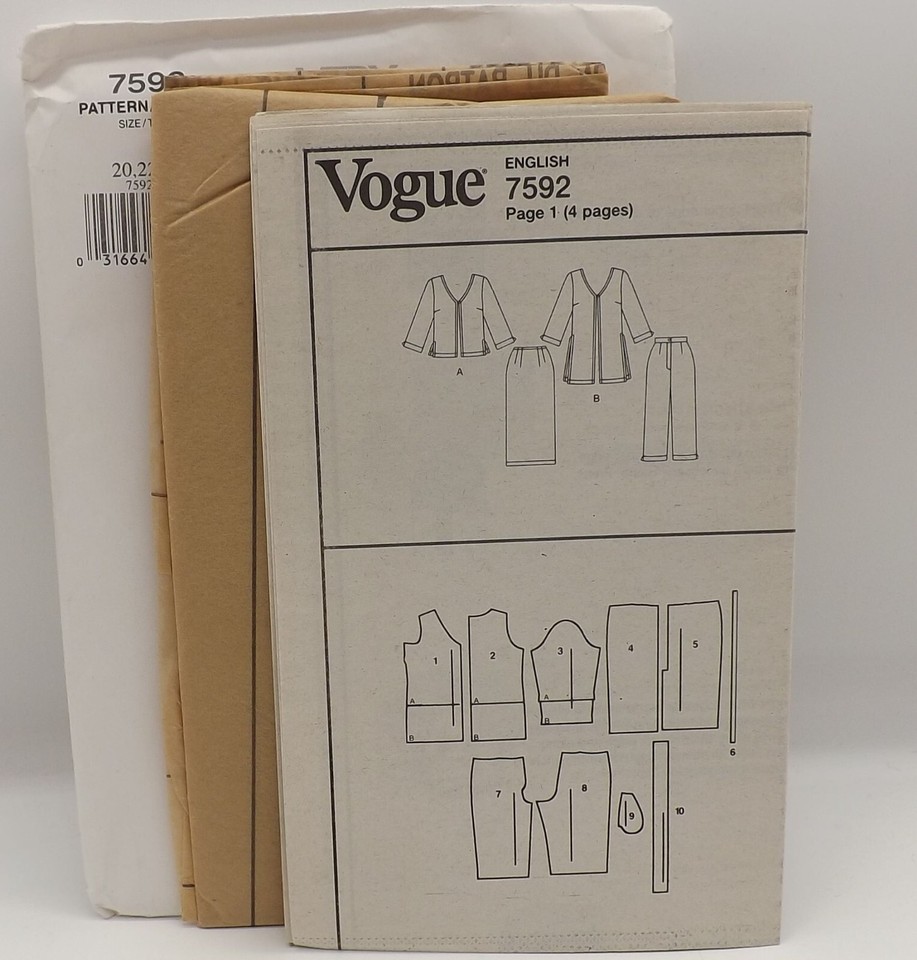 7592
PATTERN
SIZE/T
20,22
7592
0 31664
Vogue®
ENGLISH
7592
Page 1 (4 pages)
A
B
1
2
3
4
5
A
A
A
B
B
B
6
7
8
9
10